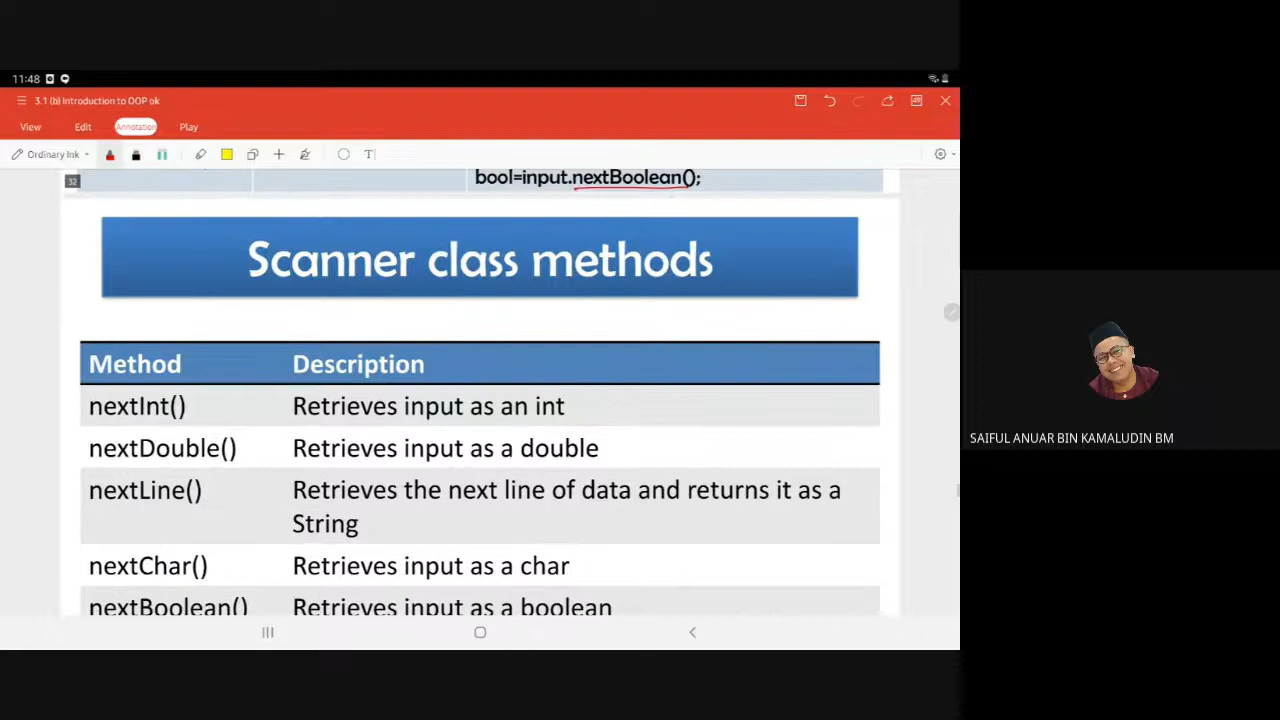 11:48
3.1 (b) Introduction to OOP ok
View Edit Annotation Play
Ordinary Ink T
32
bool=input.nextBoolean();
Scanner class methods
Method Description
nextInt() Retrieves input as an int
nextDouble() Retrieves input as a double
nextLine() Retrieves the next line of data and returns it as a
String
nextChar() Retrieves input as a char
nextBoolean() Retrieves input as a boolean
SAIFUL ANUAR BIN KAMALUDIN BM